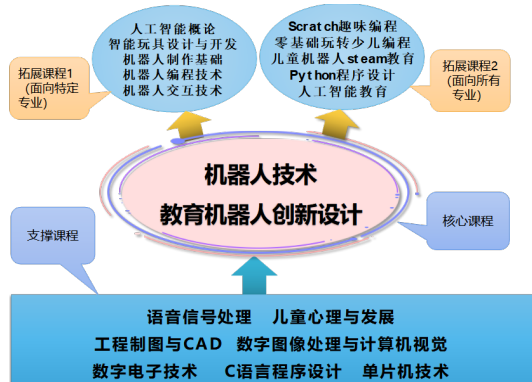 人工智能概论
智能玩具设计与开发
机器人制作基础
机器人编程技术
机器人交互技术
Scratch趣味编程
零基础玩转少儿编程
儿童机器人steam教育
Python程序设计
人工智能教育
拓展课程1
(面向特定
专业)
拓展课程2
(面向所有
专业)
机器人技术
教育机器人创新设计
支撑课程
核心课程
语音信号处理 儿童心理与发展
工程制图与CAD 数字图像处理与计算机视觉
数字电子技术 C语言程序设计 单片机技术